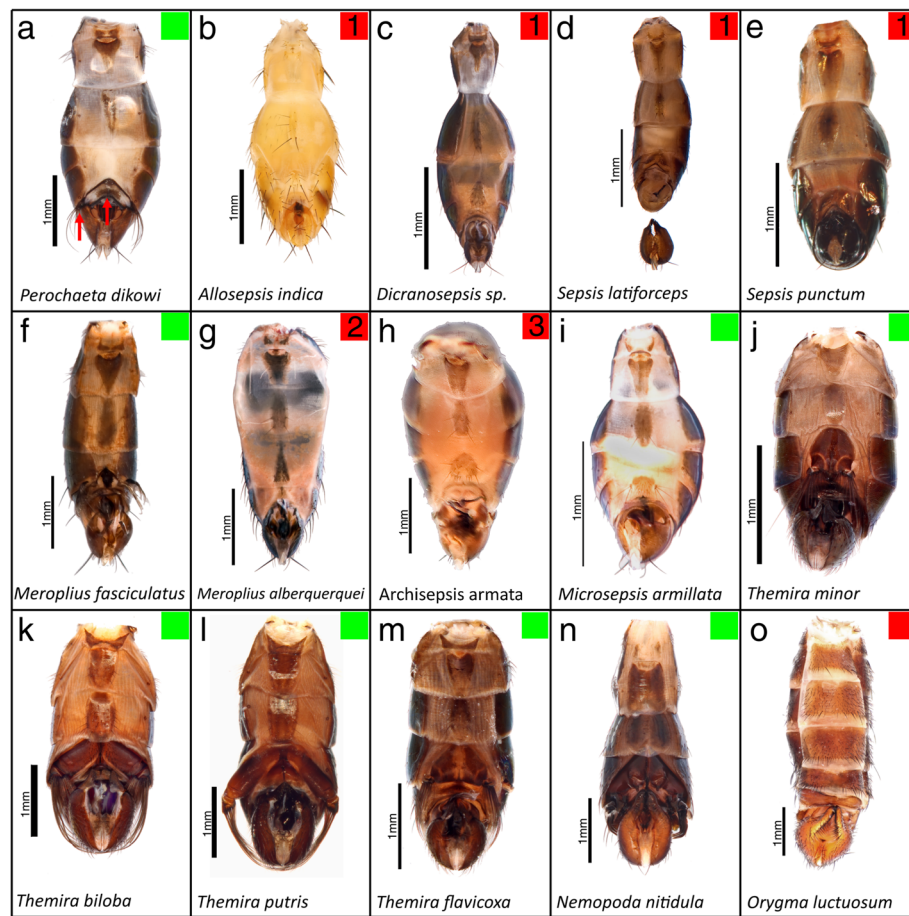 a
1mm
Perochaeta dikowi
b
1
1mm
Allosepsis indica
c
1
1mm
Dicranosepsis sp.
d
1
1mm
Sepsis latiforceps
e
1
1mm
Sepsis punctum
f
1mm
Meroplius fasciculatus
g
2
1mm
Meroplius alberquerquei
h
3
1mm
Archisepsis armata
i
1mm
Microsepsis armillata
j
1mm
Themira minor
k
1mm
Themira biloba
l
1mm
Themira putris
m
1mm
Themira flavicoxa
n
1mm
Nemopoda nitidula
o
1mm
Orygma luctuosum